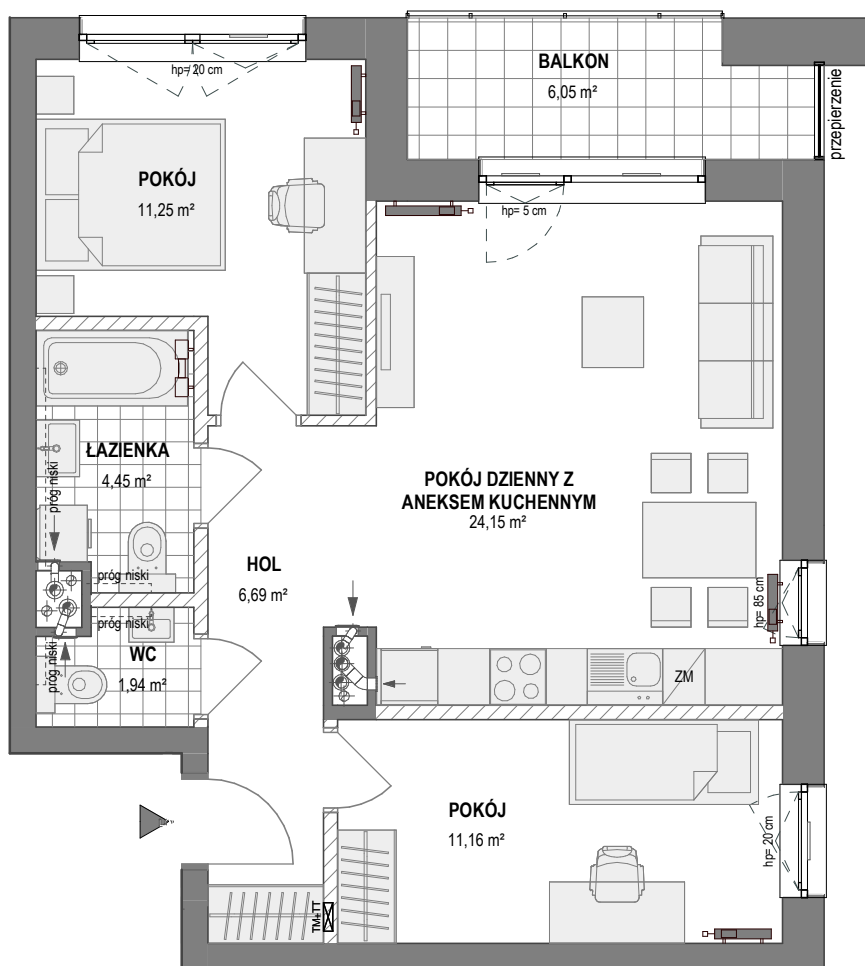 hp= 20 cm
BALKON
6,05 m²
przepierzenie
POKÓJ
11,25 m²
hp= 5 cm
ŁAZIENKA
4,45 m²
próg niski
POKÓJ DZIENNY Z
ANEKSEM KUCHENNYM
24,15 m²
HOL
6,69 m²
próg niski
hp= 85 cm
próg niski
WC
1,94 m²
próg niski
ZM
POKÓJ
11,16 m²
hp= 20 cm
TM+TT